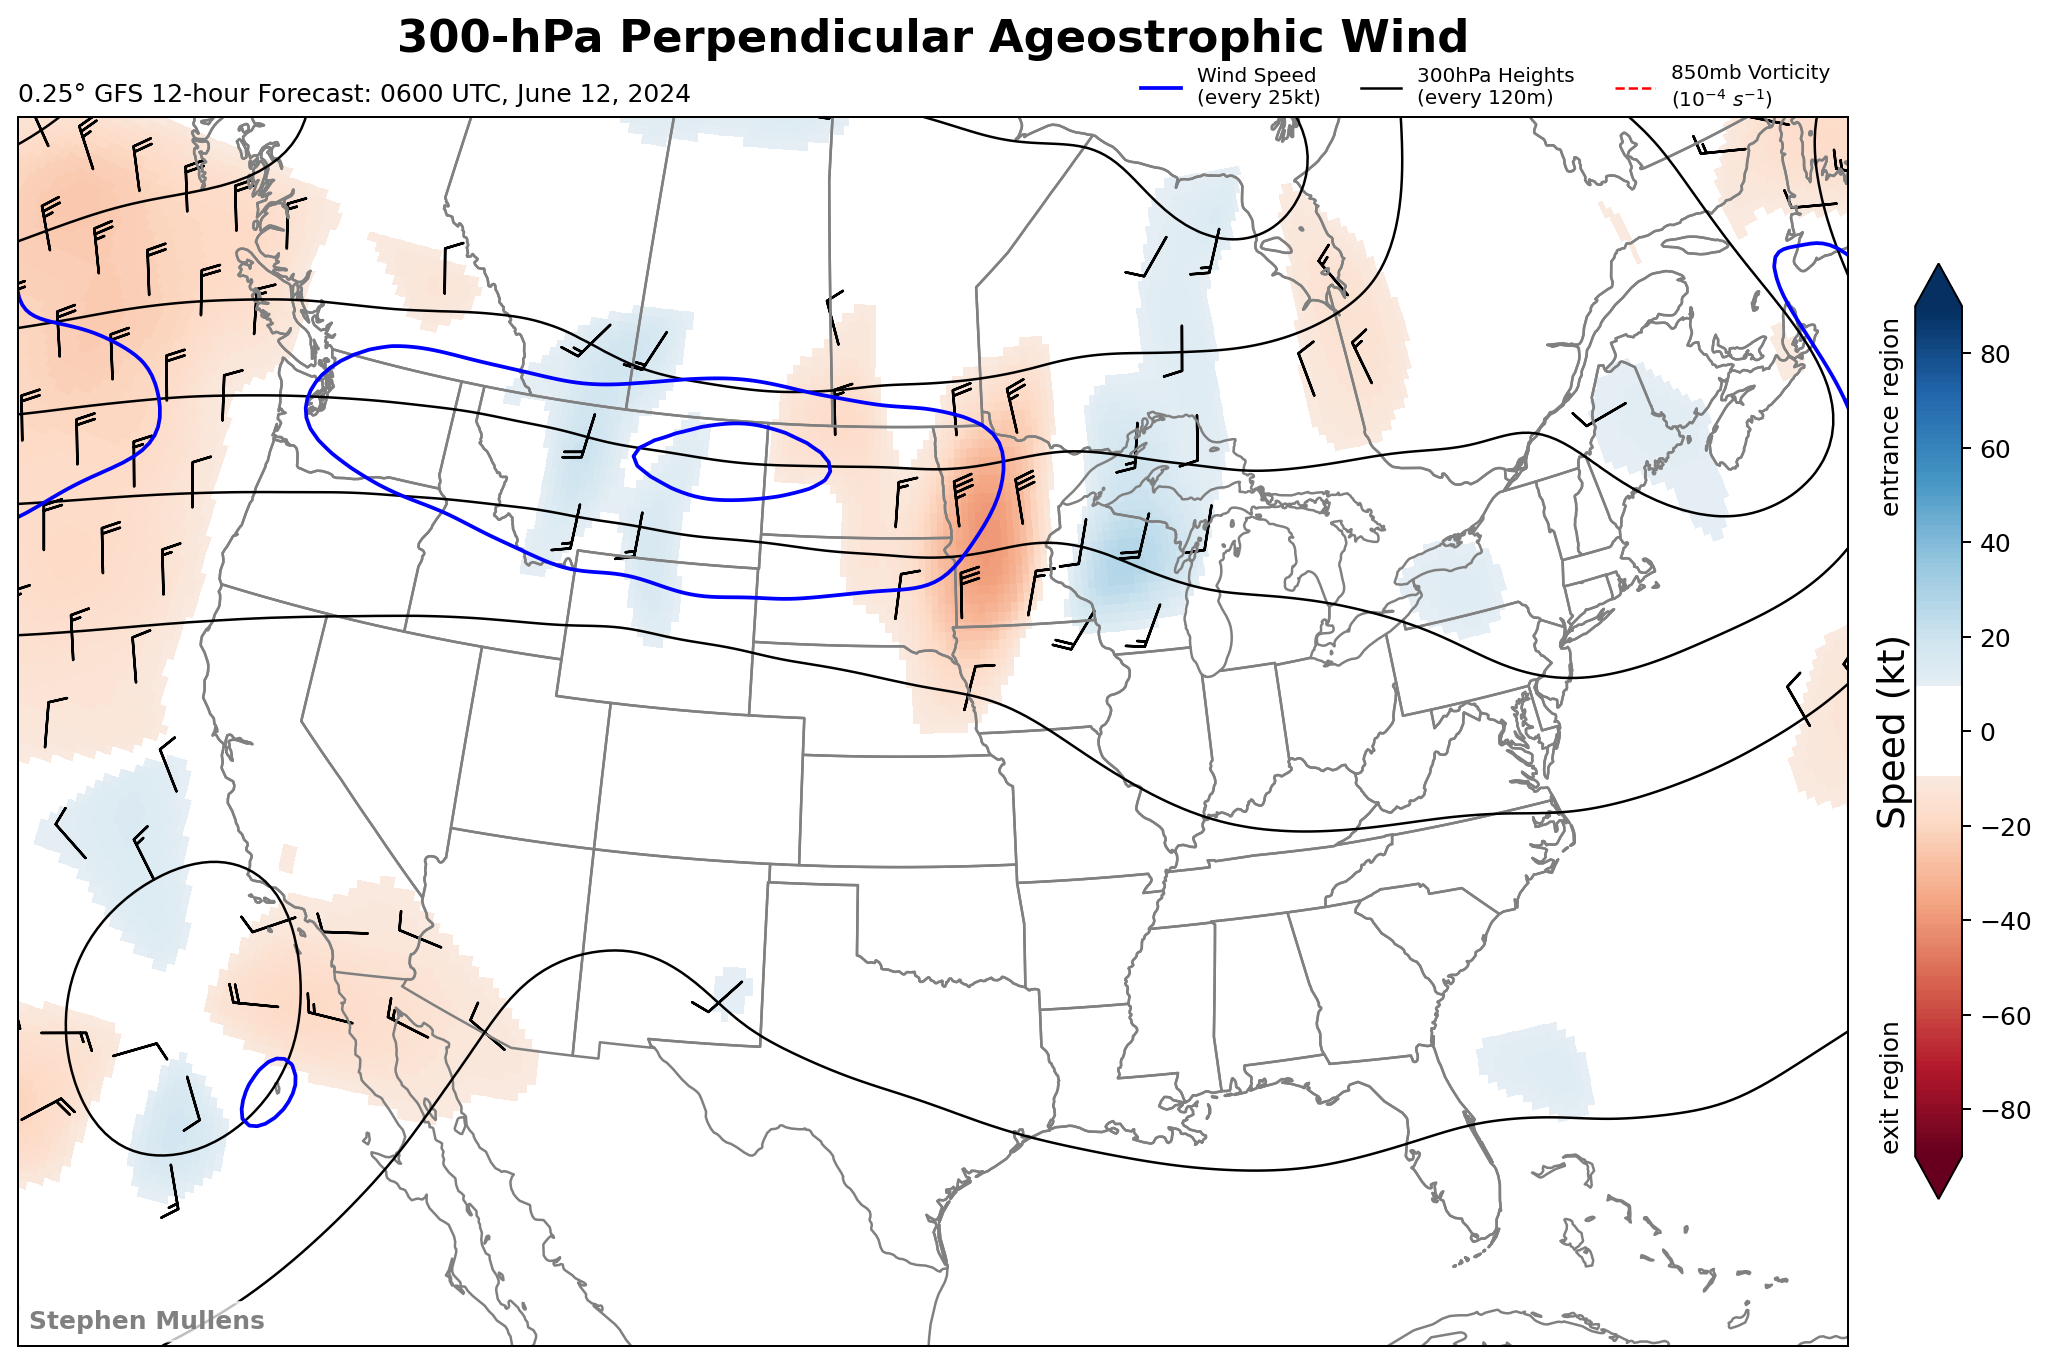 300-hPa Perpendicular Ageostrophic Wind
0.25° GFS 12-hour Forecast: 0600 UTC, June 12, 2024
Wind Speed
(every 25kt)
300hPa Heights
(every 120m)
850mb Vorticity
(10⁻⁴ s⁻¹)
entrance region
Speed (kt)
exit region
80
60
40
20
0
−20
−40
−60
−80
Stephen Mullens